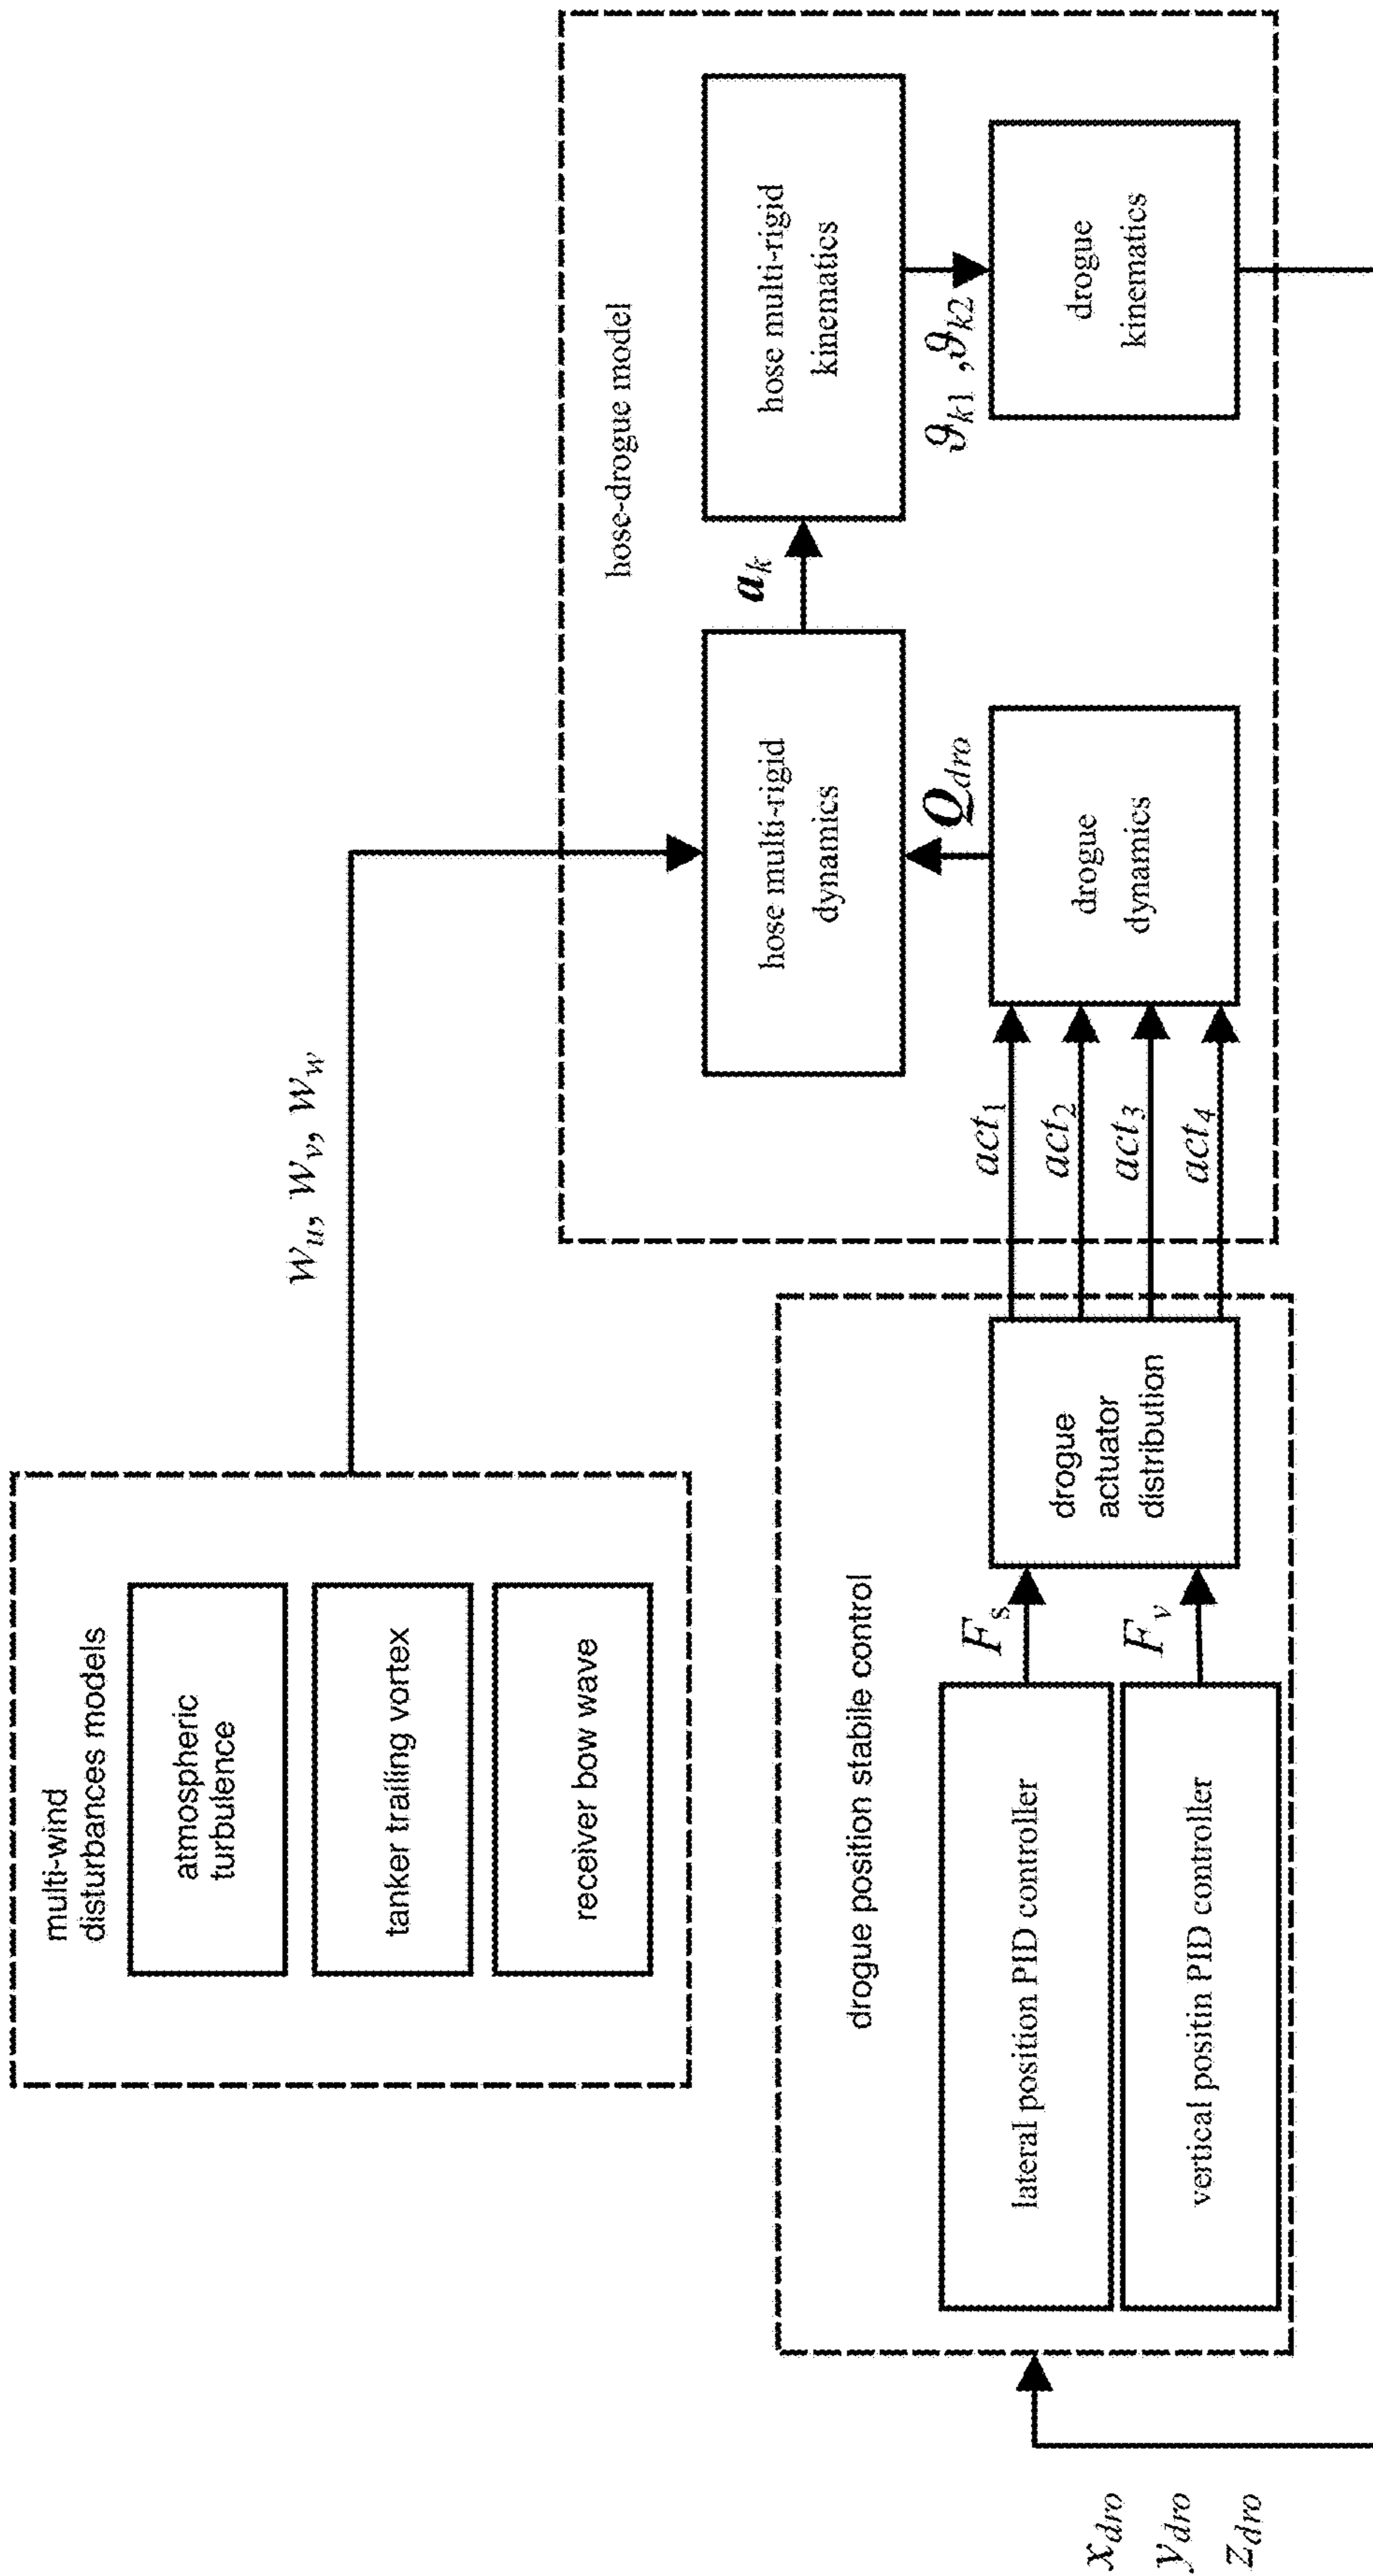 multi-wind
disturbances models
atmospheric
turbulence
tanker trailing vortex
receiver bow wave
w_u, w_v, w_w
hose-drogue model
hose multi-rigid
dynamics
a_k
hose multi-rigid
kinematics
Q_dro
ϑ_k1 ,ϑ_k2
drogue
dynamics
drogue
kinematics
act_1
act_2
act_3
act_4
drogue position stabile control
lateral position PID controller
vertical positin PID controller
F_s
F_v
drogue
actuator
distribution
x_dro
y_dro
z_dro